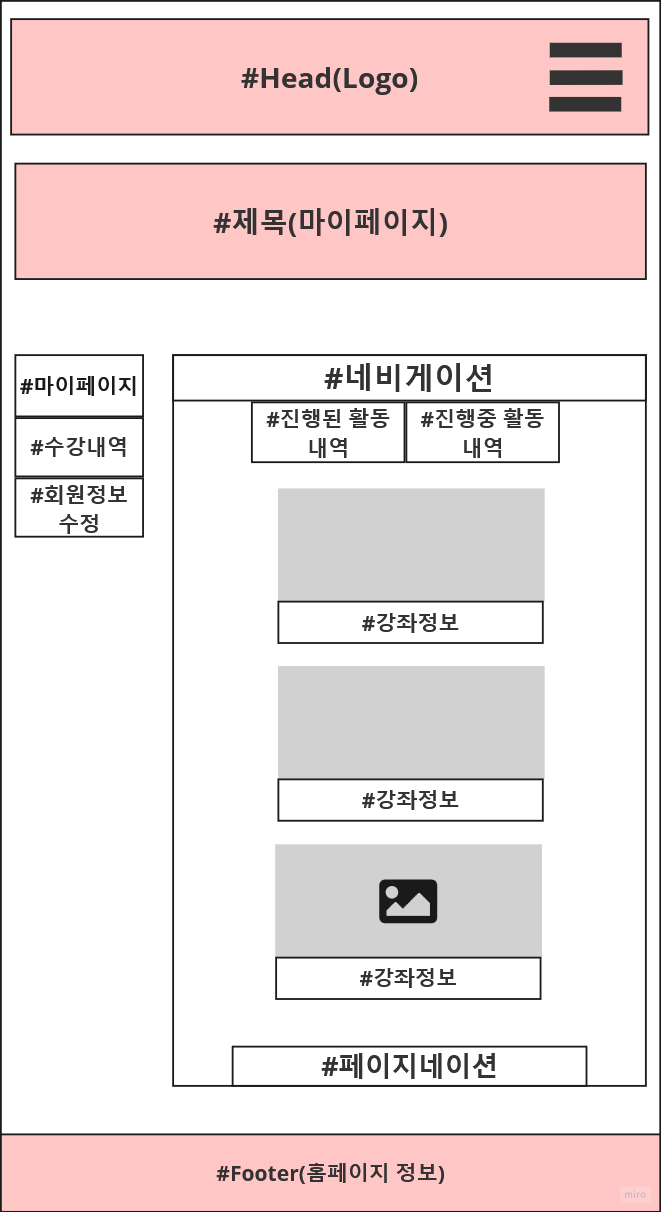 #Head(Logo)
#제목(마이페이지)
#마이페이지
#수강내역
#회원정보
수정
#네비게이션
#진행된 활동
내역
#진행중 활동
내역
#강좌정보
#강좌정보
#강좌정보
#페이지네이션
#Footer(홈페이지 정보)
miro